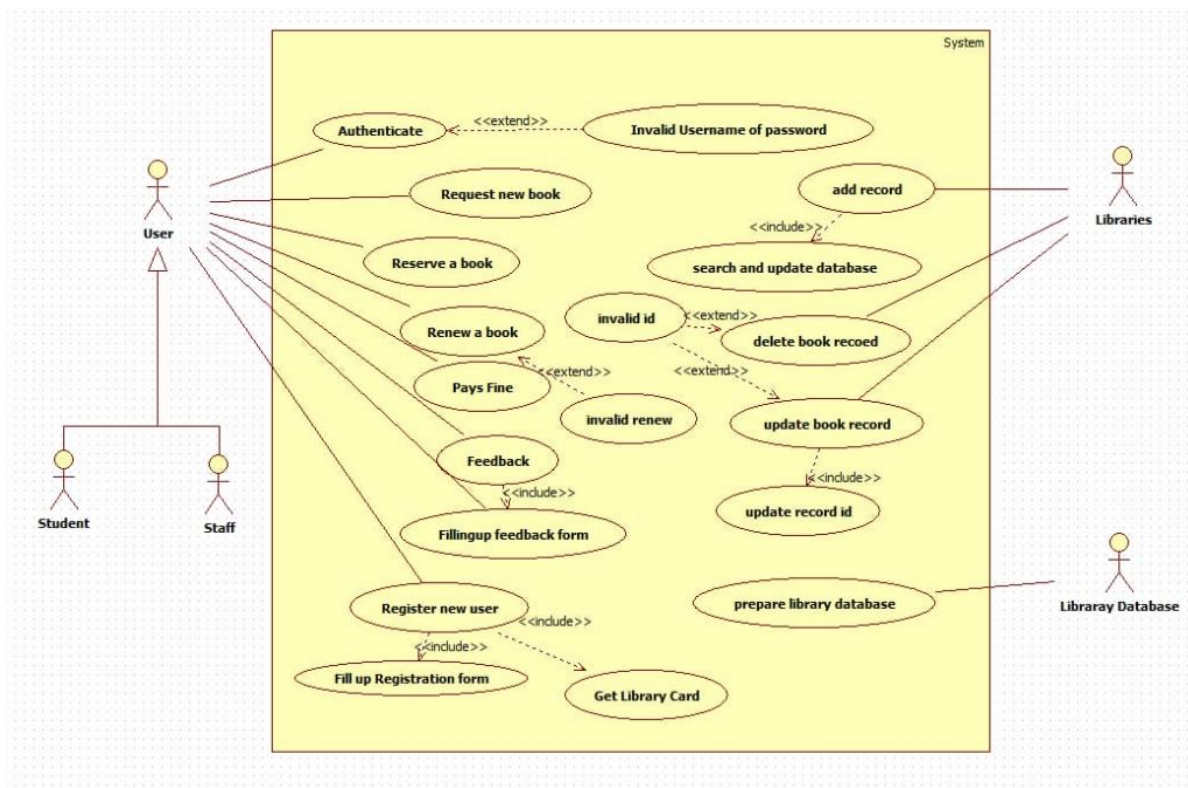 System
<<extend>>
Authenticate
Invalid Username of password
Request new book
add record
User
Libraries
<<include>>
Reserve a book
search and update database
invalid id
<<extend>>
Renew a book
delete book recoed
<<extend>>
<<extend>>
Pays Fine
invalid renew
update book record
Feedback
<<include>>
<<include>>
update record id
Student
Staff
Fillingup feedback form
prepare library database
Libraray Database
Register new user
<<include>>
<<include>>
Fill up Registration form
Get Library Card